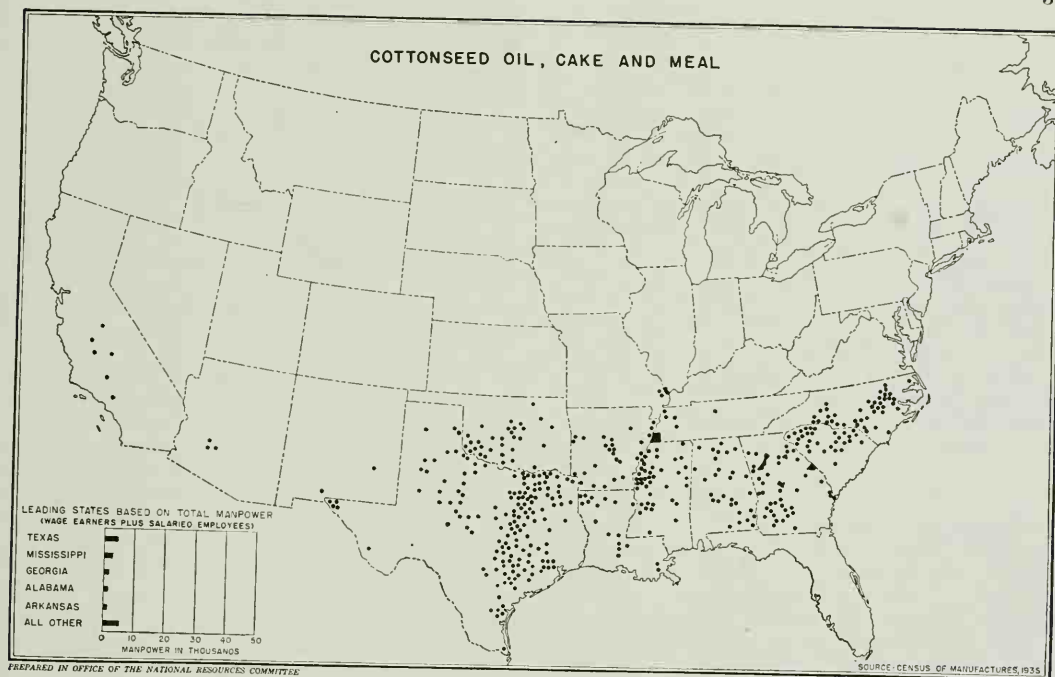 COTTONSEED OIL, CAKE AND MEAL
LEADING STATES BASED ON TOTAL MANPOWER
(WAGE EARNERS PLUS SALARIED EMPLOYEES)
TEXAS
MISSISSIPPI
GEORGIA
ALABAMA
ARKANSAS
ALL OTHER
0 10 20 30 40 50
MANPOWER IN THOUSANDS
PREPARED IN OFFICE OF THE NATIONAL RESOURCES COMMITTEE
SOURCE: CENSUS OF MANUFACTURES, 1935